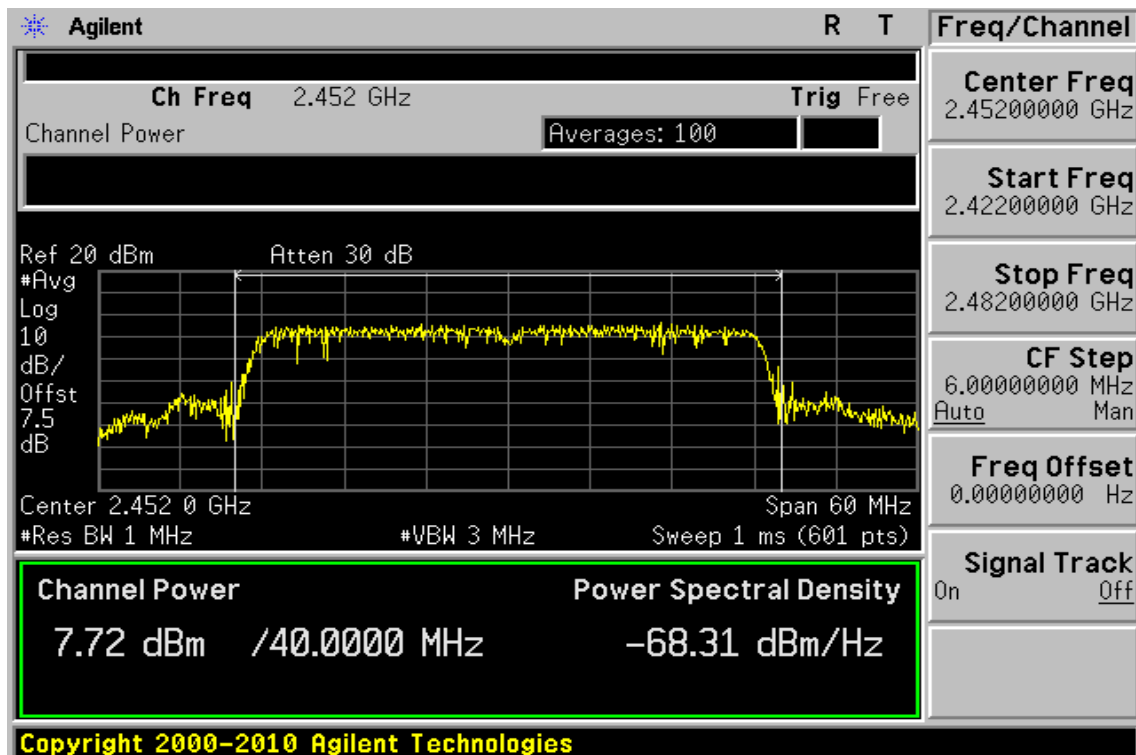 Agilent R T
Freq/Channel
Ch Freq 2.452 GHz Trig Free
Channel Power Averages: 100
Ref 20 dBm Atten 30 dB
#Avg
Log
10
dB/
Offst
7.5
dB
Center 2.452 0 GHz Span 60 MHz
#Res BW 1 MHz #VBW 3 MHz Sweep 1 ms (601 pts)
Channel Power Power Spectral Density
7.72 dBm /40.0000 MHz -68.31 dBm/Hz
Copyright 2000-2010 Agilent Technologies
Center Freq
2.45200000 GHz
Start Freq
2.42200000 GHz
Stop Freq
2.48200000 GHz
CF Step
6.00000000 MHz
Auto Man
Freq Offset
0.00000000 Hz
Signal Track
On Off